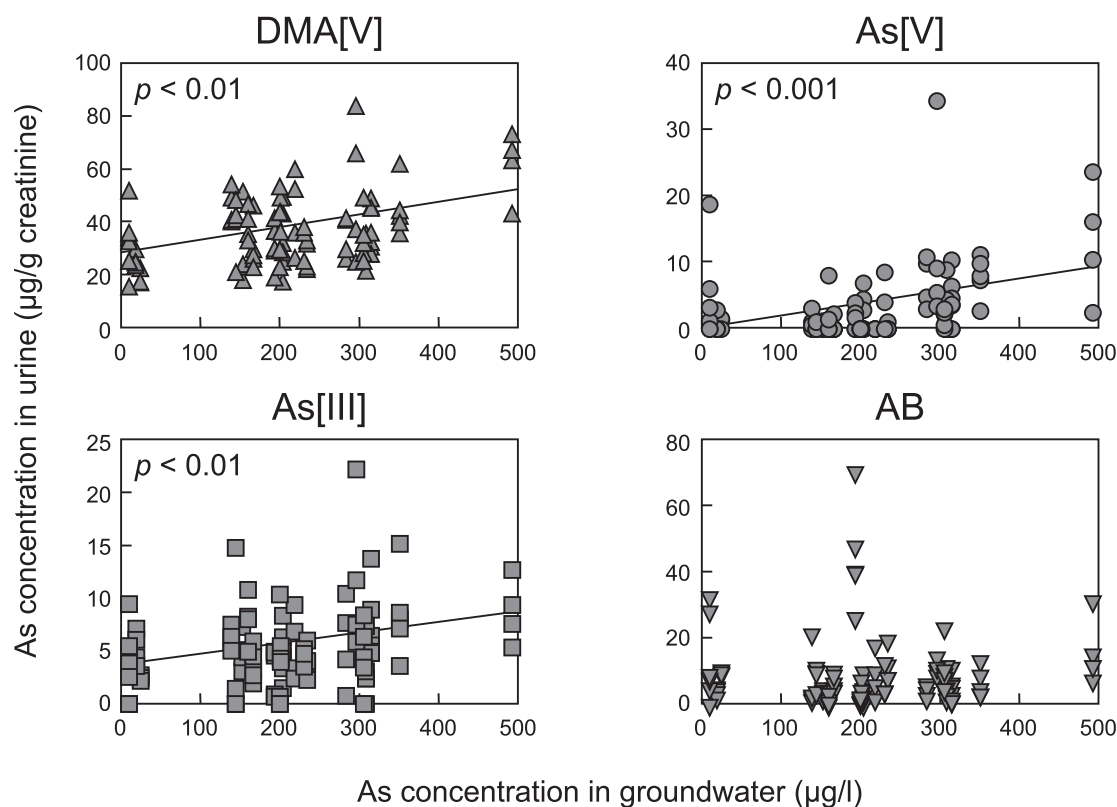 DMA[V]
As[V]
100
80
60
40
20
0
p < 0.01
0 100 200 300 400 500
40
30
20
10
0
p < 0.001
0 100 200 300 400 500
As[III]
AB
25
20
15
10
5
0
p < 0.01
0 100 200 300 400 500
80
60
40
20
0
0 100 200 300 400 500
As concentration in urine (µg/g creatinine)
As concentration in groundwater (µg/l)